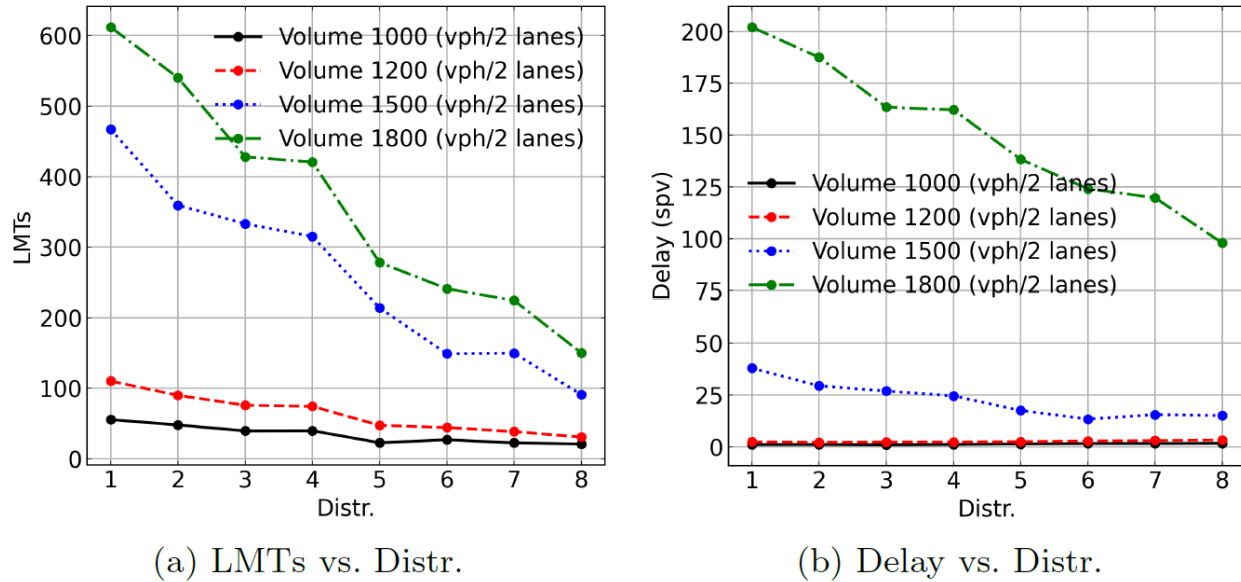 600
500
400
300
200
100
0
LMTs
Volume 1000 (vph/2 lanes)
Volume 1200 (vph/2 lanes)
Volume 1500 (vph/2 lanes)
Volume 1800 (vph/2 lanes)
1 2 3 4 5 6 7 8
Distr.
(a) LMTs vs. Distr.
200
175
150
125
100
75
50
25
0
Delay (spv)
Volume 1000 (vph/2 lanes)
Volume 1200 (vph/2 lanes)
Volume 1500 (vph/2 lanes)
Volume 1800 (vph/2 lanes)
1 2 3 4 5 6 7 8
Distr.
(b) Delay vs. Distr.